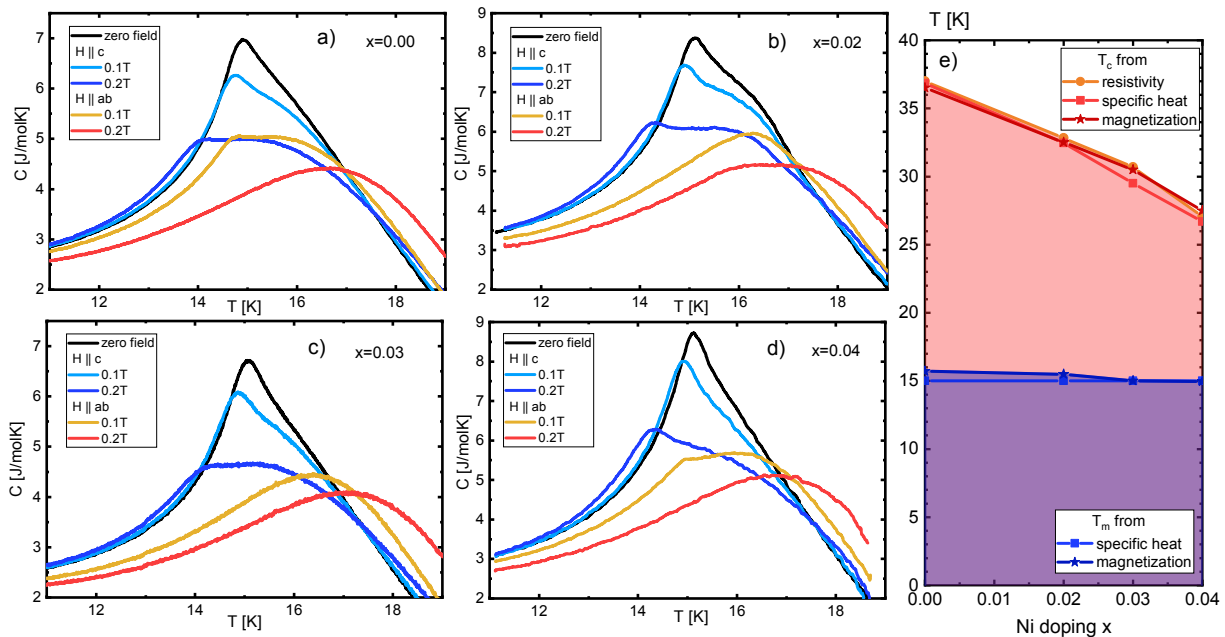 a)
x=0.00
zero field
H || c
0.1T
0.2T
H || ab
0.1T
0.2T
C [J/molK]
7
6
5
4
3
2
12 14 16 18
T [K]
b)
x=0.02
zero field
H || c
0.1T
0.2T
H || ab
0.1T
0.2T
C [J/molK]
9
8
7
6
5
4
3
2
12 14 16 18
T [K]
c)
x=0.03
zero field
H || c
0.1T
0.2T
H || ab
0.1T
0.2T
C [J/molK]
7
6
5
4
3
2
12 14 16 18
T [K]
d)
x=0.04
zero field
H || c
0.1T
0.2T
H || ab
0.1T
0.2T
C [J/molK]
9
8
7
6
5
4
3
2
12 14 16 18
T [K]
T [K]
e)
Tc from
resistivity
specific heat
magnetization
40
35
30
25
20
15
10
5
0
Tm from
specific heat
magnetization
0.00 0.01 0.02 0.03 0.04
Ni doping x